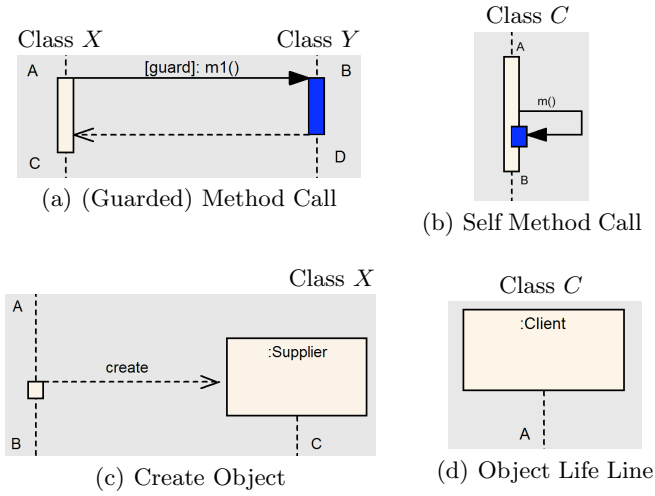 Class X
Class Y
A
[guard]: m1()
B
C
D
(a) (Guarded) Method Call
Class C
A
m()
B
(b) Self Method Call
Class X
A
create
:Supplier
B
C
(c) Create Object
Class C
:Client
A
(d) Object Life Line